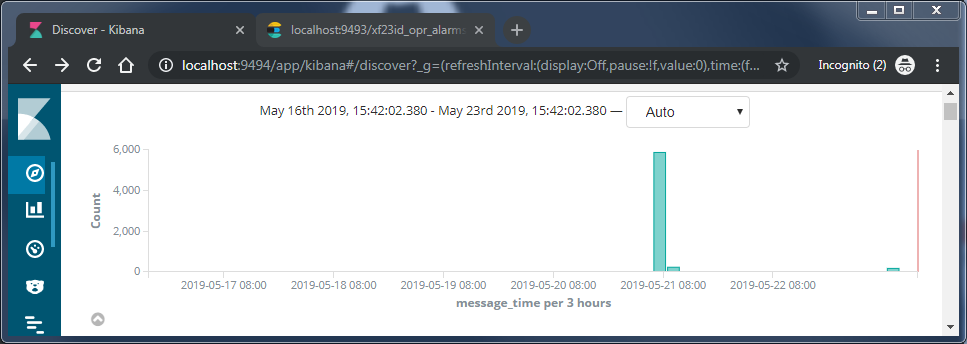 Discover - Kibana
localhost:9493/xf23id_opr_alarms
localhost:9494/app/kibana#/discover?_g=(refreshInterval:(display:Off,pause:!f,value:0),time:(f...
Incognito (2)
May 16th 2019, 15:42:02.380 - May 23rd 2019, 15:42:02.380 —
Auto
6,000
4,000
2,000
0
Count
2019-05-17 08:00
2019-05-18 08:00
2019-05-19 08:00
2019-05-20 08:00
2019-05-21 08:00
2019-05-22 08:00
message_time per 3 hours